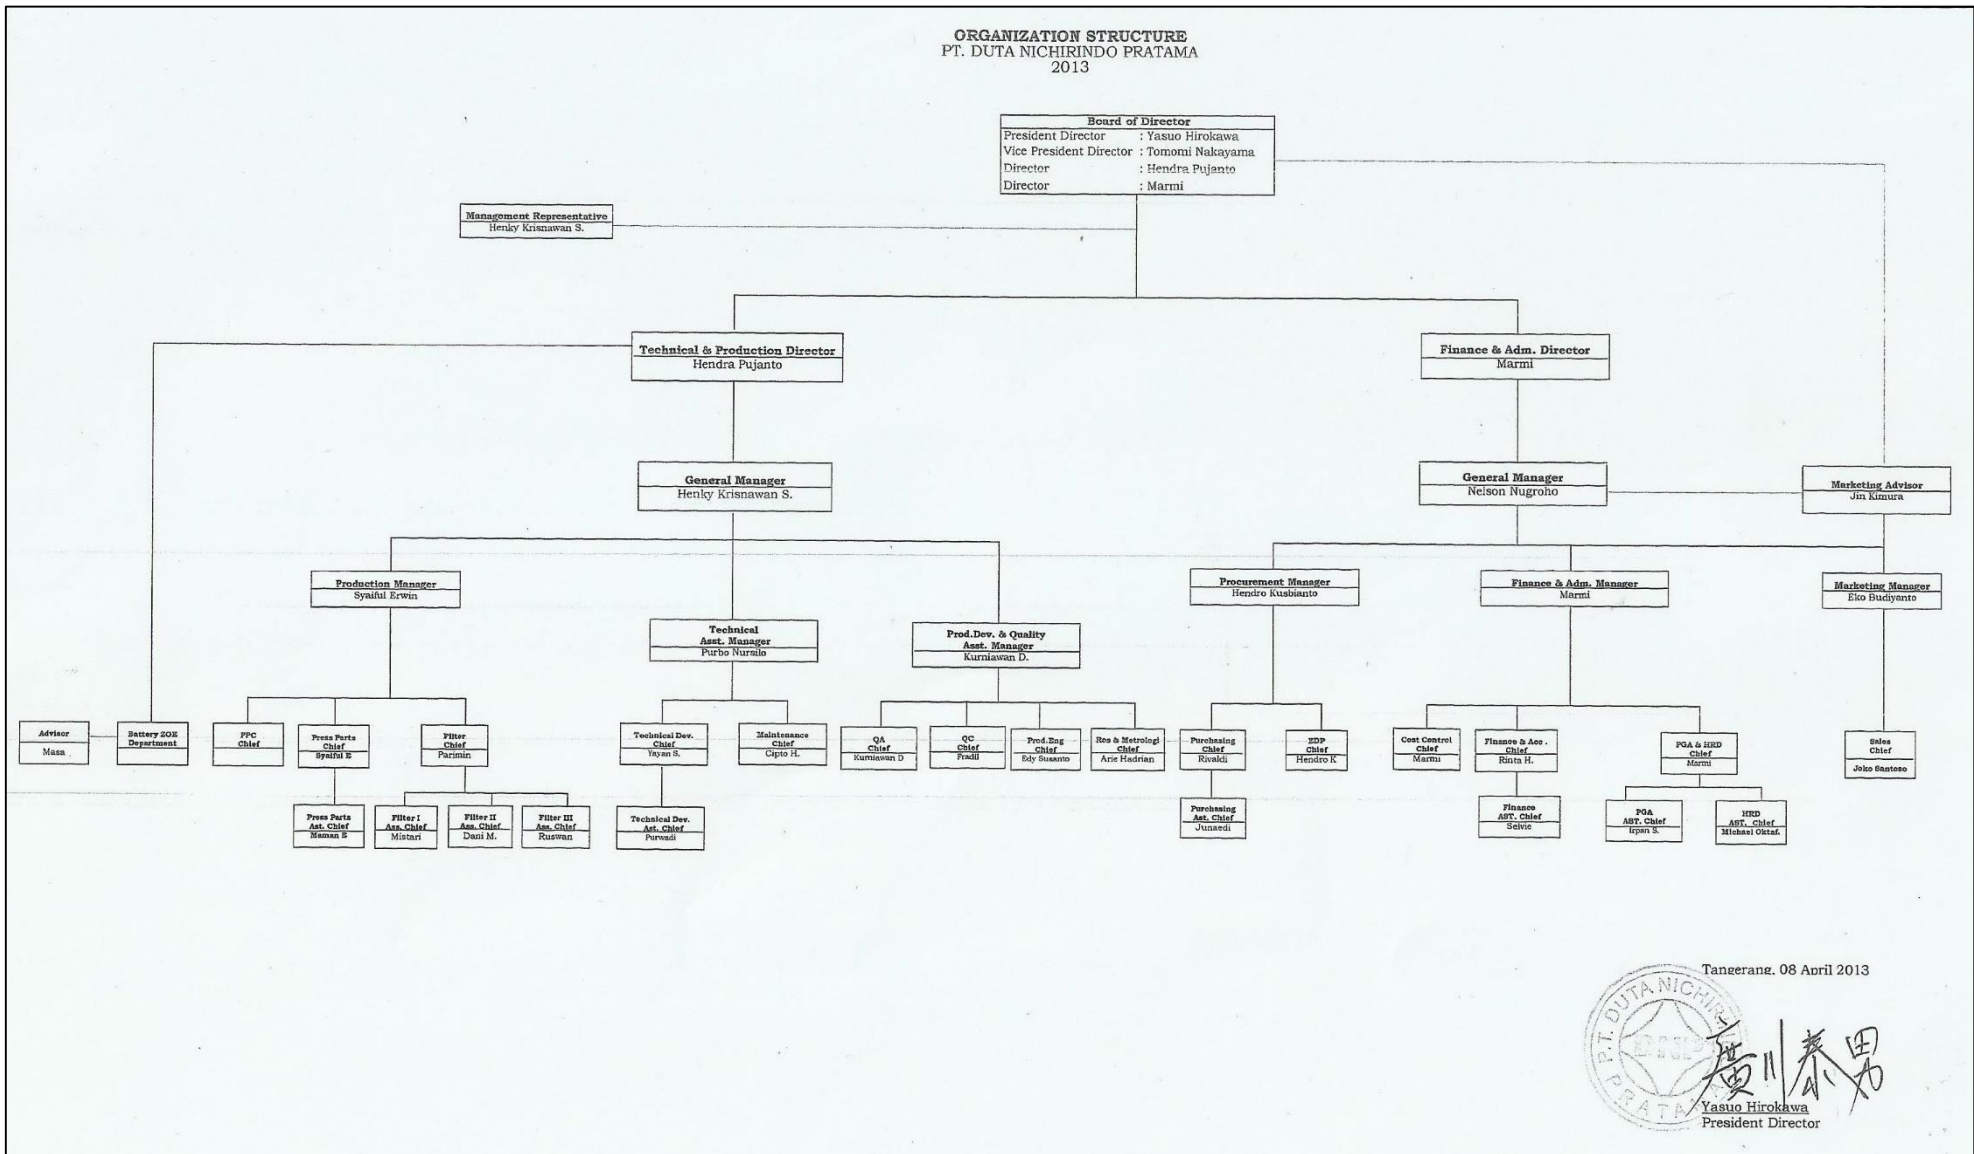 ORGANIZATION STRUCTURE
PT. DUTA NICHIRINDO PRATAMA
2013
Board of Director
President Director : Yasuo Hirokawa
Vice President Director : Tomomi Nakayama
Director : Hendra Pujanto
Director : Marmi
Management Representative
Henky Krisnawan S.
Technical & Production Director
Hendra Pujanto
Finance & Adm. Director
Marmi
General Manager
Henky Krisnawan S.
General Manager
Nelson Nugroho
Marketing Advisor
Jin Kimura
Production Manager
Syaiful Erwin
Procurement Manager
Hendro Kusbianto
Finance & Adm. Manager
Marmi
Marketing Manager
Eko Budiyanto
Technical
Asst. Manager
Purbo Nursilo
Prod.Dev. & Quality
Asst. Manager
Kurniawan D.
Advisor
Masa
Battery ZOE
Department
PPC
Chief
Press Parts
Chief
Syaiful E
Filter
Chief
Parimin
Technical Dev.
Chief
Yayan S.
Maintenance
Chief
Cipto H.
QA
Chief
Kurniawan D
QC
Chief
Fradil
Prod.Eng
Chief
Edy Susanto
Res & Metrologi
Chief
Arie Hadrian
Purchasing
Chief
Rivaldi
EDP
Chief
Hendro K
Cost Control
Chief
Marmi
Finance & Acc .
Chief
Rinta H.
PGA & HRD
Chief
Marmi
Sales
Chief
Joko Santoso
Press Parts
Ast. Chief
Maman E
Filter I
Ass. Chief
Mistari
Filter II
Ass. Chief
Dani M.
Filter III
Ass. Chief
Ruswan
Technical Dev.
Ast. Chief
Purwadi
Purchasing
Ast. Chief
Junaedi
Finance
AST. Chief
Selvie
PGA
AST. Chief
Irpan S.
HRD
AST. Chief
Michael Oktaf.
Tangerang, 08 April 2013
P.T. DUTA NICHIRINDO
PRATAMA
廣川泰男
Yasuo Hirokawa
President Director